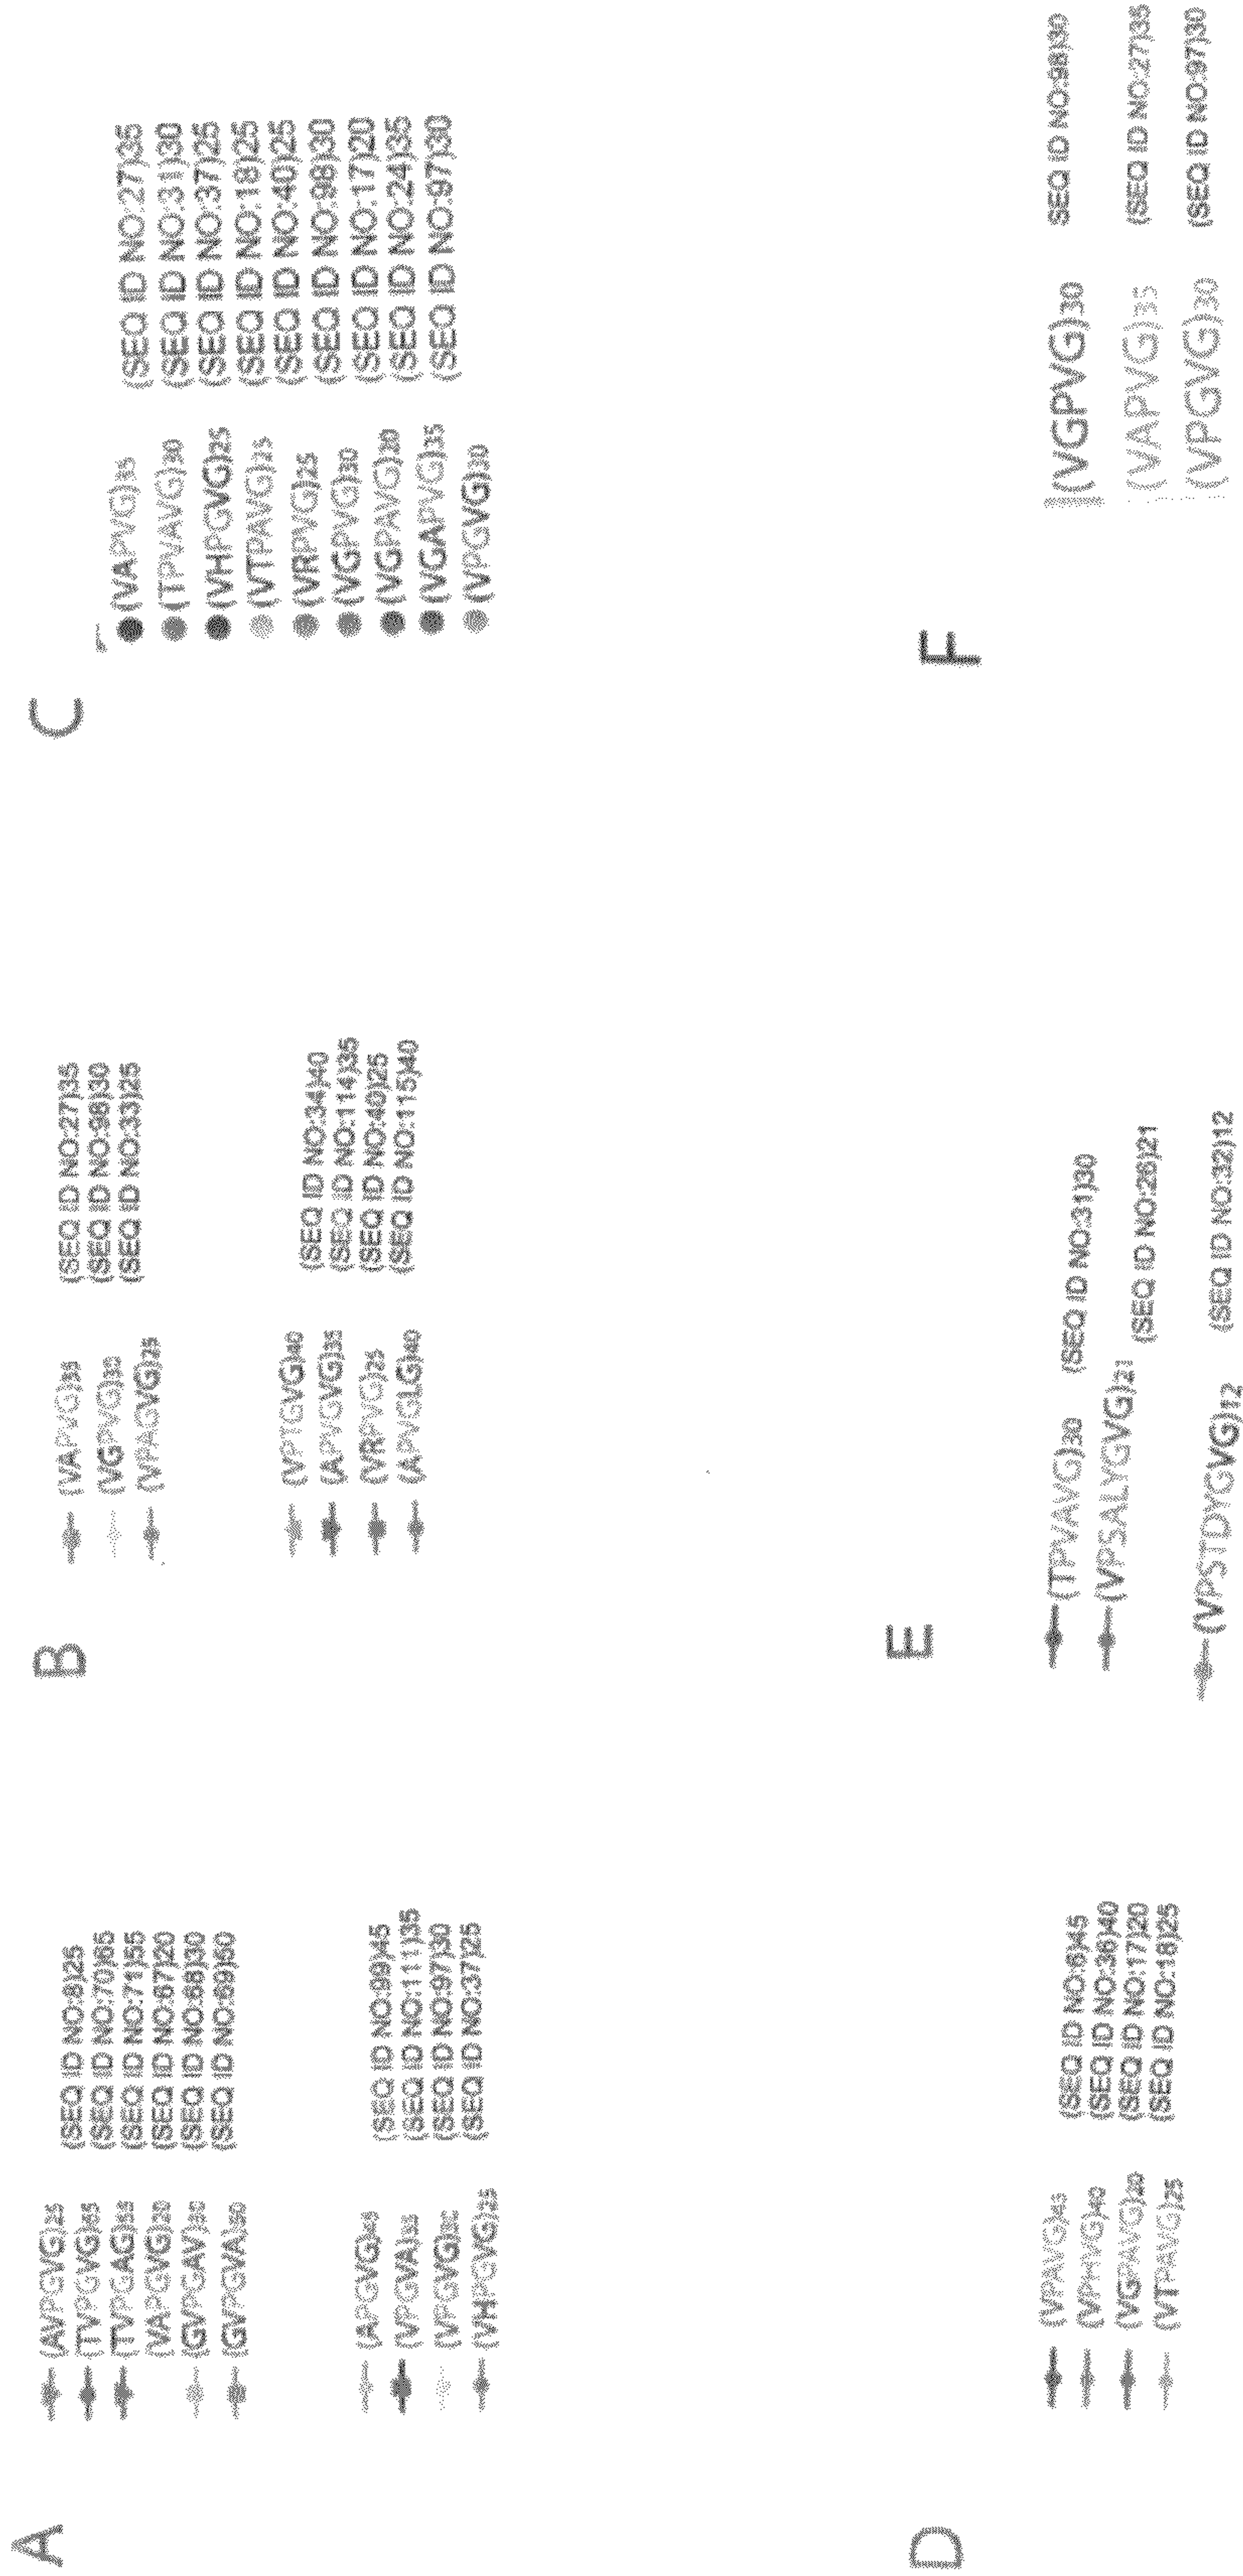 A
(AVPGVG)25 (SEQ ID NO:8)25
(TVPGVG)65 (SEQ ID NO:70)65
(TVPGAG)55 (SEQ ID NO:71)55
(VAPGVG)20 (SEQ ID NO:67)20
(GVPGAV)30 (SEQ ID NO:68)30
(GVPGVA)50 (SEQ ID NO:69)50
(APGVG)45 (SEQ ID NO:99)45
(VPGVA)35 (SEQ ID NO:111)35
(VPGVG)30 (SEQ ID NO:97)30
(VHPGVG)25 (SEQ ID NO:37)25
B
(VAPVG)35 (SEQ ID NO:27)35
(VGPVG)30 (SEQ ID NO:98)30
(VPAGVG)25 (SEQ ID NO:33)25
(VPTGVG)40 (SEQ ID NO:34)40
(APVGVG)35 (SEQ ID NO:114)35
(VRPVG)25 (SEQ ID NO:40)25
(APVGLG)40 (SEQ ID NO:115)40
C
(VAPVG)35 (SEQ ID NO:27)35
(TPVAVG)30 (SEQ ID NO:31)30
(VHPGVG)25 (SEQ ID NO:37)25
(VTPAVG)25 (SEQ ID NO:18)25
(VRPVG)25 (SEQ ID NO:40)25
(VGPVG)30 (SEQ ID NO:98)30
(VGPAVG)20 (SEQ ID NO:17)20
(VGAPVG)35 (SEQ ID NO:24)35
(VPGVG)30 (SEQ ID NO:97)30
D
(VPAVG)45 (SEQ ID NO:6)45
(VPHVG)40 (SEQ ID NO:36)40
(VGPAVG)20 (SEQ ID NO:17)20
(VTPAVG)25 (SEQ ID NO:18)25
E
(TPVAVG)30 (SEQ ID NO:31)30
(VPSALYGVG)21 (SEQ ID NO:26)21
(VPSTDYGVG)12 (SEQ ID NO:32)12
F
(VGPVG)30 SEQ ID NO:98)30
(VAPVG)35 (SEQ ID NO:27)35
(VPGVG)30 (SEQ ID NO:97)30